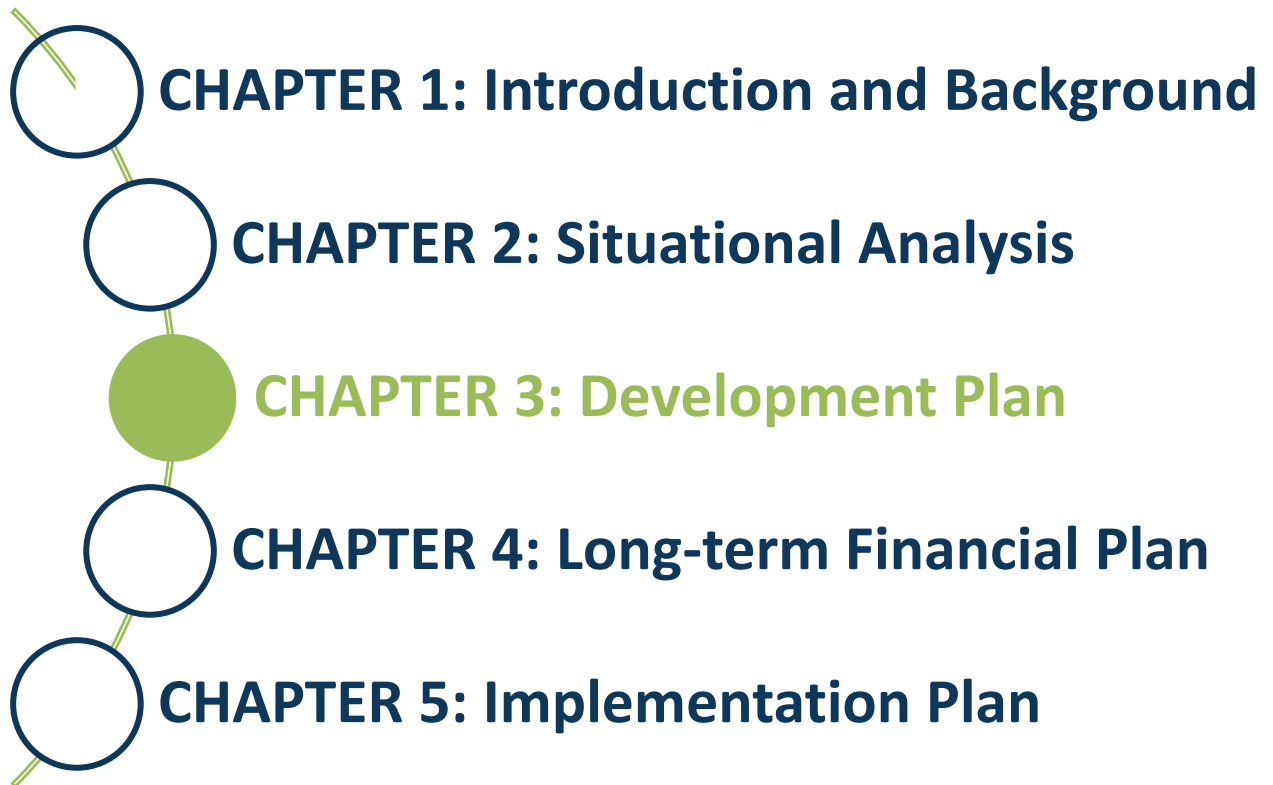 CHAPTER 1: Introduction and Background
CHAPTER 2: Situational Analysis
CHAPTER 3: Development Plan
CHAPTER 4: Long-term Financial Plan
CHAPTER 5: Implementation Plan